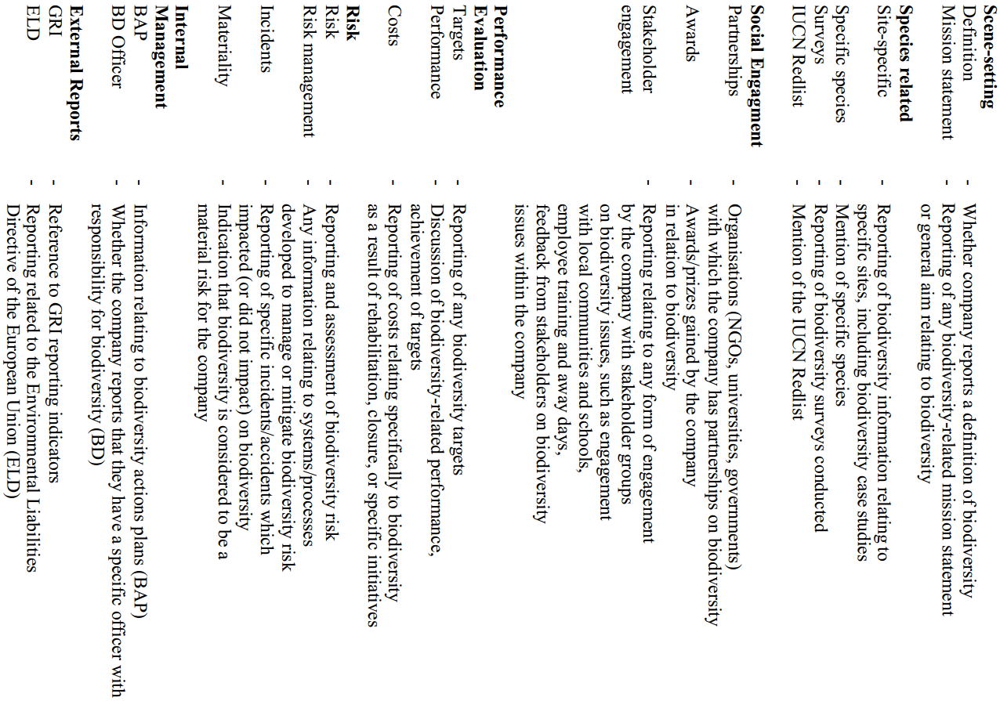 Scene-setting
Definition - Whether company reports a definition of biodiversity
Mission statement - Reporting of any biodiversity-related mission statement
or general aim relating to biodiversity
Species related
Site-specific - Reporting of biodiversity information relating to
specific sites, including biodiversity case studies
Specific species - Mention of specific species
Surveys - Reporting of biodiversity surveys conducted
IUCN Redlist - Mention of the IUCN Redlist
Social Engagment
Partnerships - Organisations (NGOs, universities, governments)
with which the company has partnerships on biodiversity
Awards - Awards/prizes gained by the company
in relation to biodiversity
Stakeholder - Reporting relating to any form of engagement
engagement by the company with stakeholder groups
on biodiversity issues, such as engagement
with local communities and schools,
employee training and away days,
feedback from stakeholders on biodiversity
issues within the company
Performance
Evaluation
Targets - Reporting of any biodiversity targets
Performance - Discussion of biodiversity-related performance,
achievement of targets
Costs - Reporting of costs relating specifically to biodiversity
as a result of rehabilitation, closure, or specific initiatives
Risk
Risk - Reporting and assessment of biodiversity risk
Risk management - Any information relating to systems/processes
developed to manage or mitigate biodiversity risk
Incidents - Reporting of specific incidents/accidents which
impacted (or did not impact) on biodiversity
Materiality - Indication that biodiversity is considered to be a
material risk for the company
Internal
Management
BAP - Information relating to biodiversity actions plans (BAP)
BD Officer - Whether the company reports that they have a specific officer with
responsibility for biodiversity (BD)
External Reports
GRI - Reference to GRI reporting indicators
ELD - Reporting related to the Environmental Liabilities
Directive of the European Union (ELD)